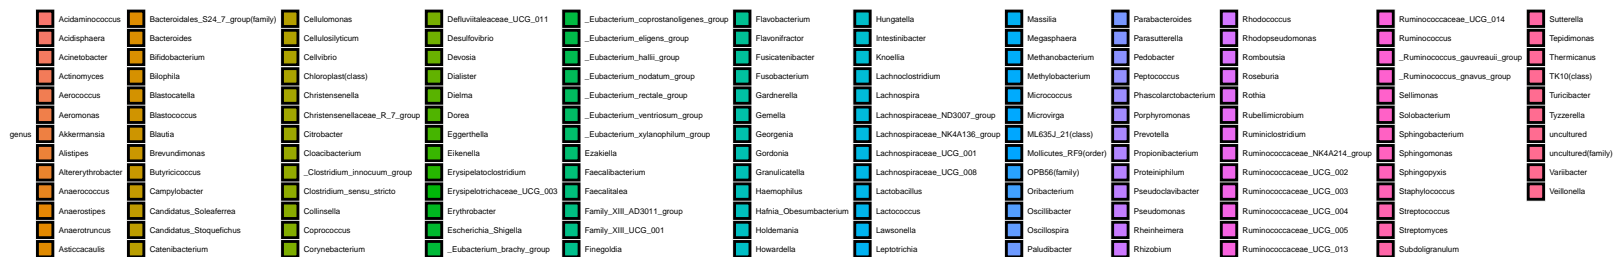 genus
Acidaminococcus
Acidisphaera
Acinetobacter
Actinomyces
Aerococcus
Aeromonas
Akkermansia
Alistipes
Altererythrobacter
Anaerococcus
Anaerostipes
Anaerotruncus
Asticcacaulis
Bacteroidales_S24_7_group(family)
Bacteroides
Bifidobacterium
Bilophila
Blastocatella
Blastococcus
Blautia
Brevundimonas
Butyricicoccus
Campylobacter
Candidatus_Soleaferrea
Candidatus_Stoquefichus
Catenibacterium
Cellulomonas
Cellulosilyticum
Cellvibrio
Chloroplast(class)
Christensenella
Christensenellaceae_R_7_group
Citrobacter
Cloacibacterium
_Clostridium_innocuum_group
Clostridium_sensu_stricto
Collinsella
Coprococcus
Corynebacterium
Defluviitaleaceae_UCG_011
Desulfovibrio
Devosia
Dialister
Dielma
Dorea
Eggerthella
Eikenella
Erysipelatoclostridium
Erysipelotrichaceae_UCG_003
Erythrobacter
Escherichia_Shigella
_Eubacterium_brachy_group
_Eubacterium_coprostanoligenes_group
_Eubacterium_eligens_group
_Eubacterium_hallii_group
_Eubacterium_nodatum_group
_Eubacterium_rectale_group
_Eubacterium_ventriosum_group
_Eubacterium_xylanophilum_group
Ezakiella
Faecalibacterium
Faecalitalea
Family_XIII_AD3011_group
Family_XIII_UCG_001
Finegoldia
Flavobacterium
Flavonifractor
Fusicatenibacter
Fusobacterium
Gardnerella
Gemella
Georgenia
Gordonia
Granulicatella
Haemophilus
Hafnia_Obesumbacterium
Holdemania
Howardella
Hungatella
Intestinibacter
Knoellia
Lachnoclostridium
Lachnospira
Lachnospiraceae_ND3007_group
Lachnospiraceae_NK4A136_group
Lachnospiraceae_UCG_001
Lachnospiraceae_UCG_008
Lactobacillus
Lactococcus
Lawsonella
Leptotrichia
Massilia
Megasphaera
Methanobacterium
Methylobacterium
Micrococcus
Microvirga
ML635J_21(class)
Mollicutes_RF9(order)
OPB56(family)
Oribacterium
Oscillibacter
Oscillospira
Paludibacter
Parabacteroides
Parasutterella
Pedobacter
Peptococcus
Phascolarctobacterium
Porphyromonas
Prevotella
Propionibacterium
Proteiniphilum
Pseudoclavibacter
Pseudomonas
Rheinheimera
Rhizobium
Rhodococcus
Rhodopseudomonas
Romboutsia
Roseburia
Rothia
Rubellimicrobium
Ruminiclostridium
Ruminococcaceae_NK4A214_group
Ruminococcaceae_UCG_002
Ruminococcaceae_UCG_003
Ruminococcaceae_UCG_004
Ruminococcaceae_UCG_005
Ruminococcaceae_UCG_013
Ruminococcaceae_UCG_014
Ruminococcus
_Ruminococcus_gauvreauii_group
_Ruminococcus_gnavus_group
Sellimonas
Solobacterium
Sphingobacterium
Sphingomonas
Sphingopyxis
Staphylococcus
Streptococcus
Streptomyces
Subdoligranulum
Sutterella
Tepidimonas
Thermicanus
TK10(class)
Turicibacter
Tyzzerella
uncultured
uncultured(family)
Variibacter
Veillonella